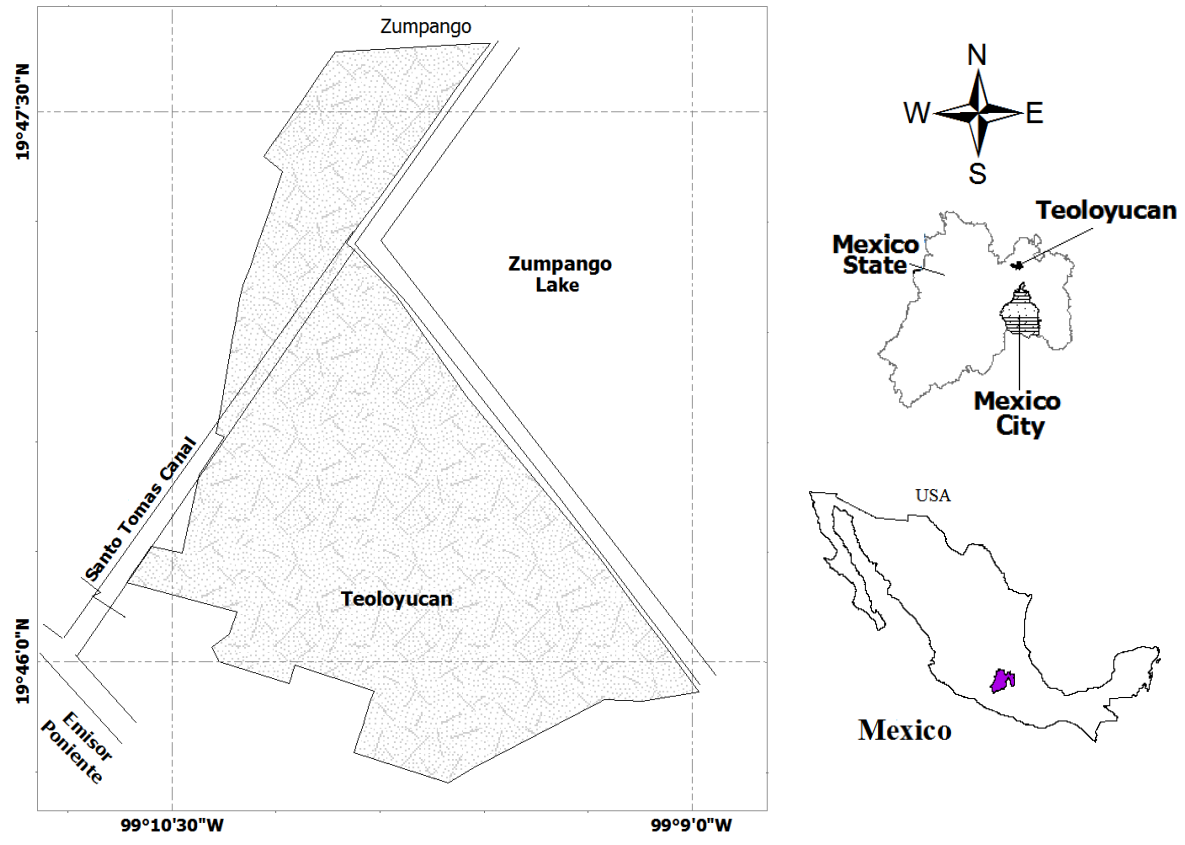 Zumpango
19°47'30"N
Zumpango
Lake
Santo Tomas Canal
Teoloyucan
19°46'0"N
Emisor
Poniente
99°10'30"W
99°9'0"W
N
W
E
S
Teoloyucan
Mexico
State
Mexico
City
USA
Mexico